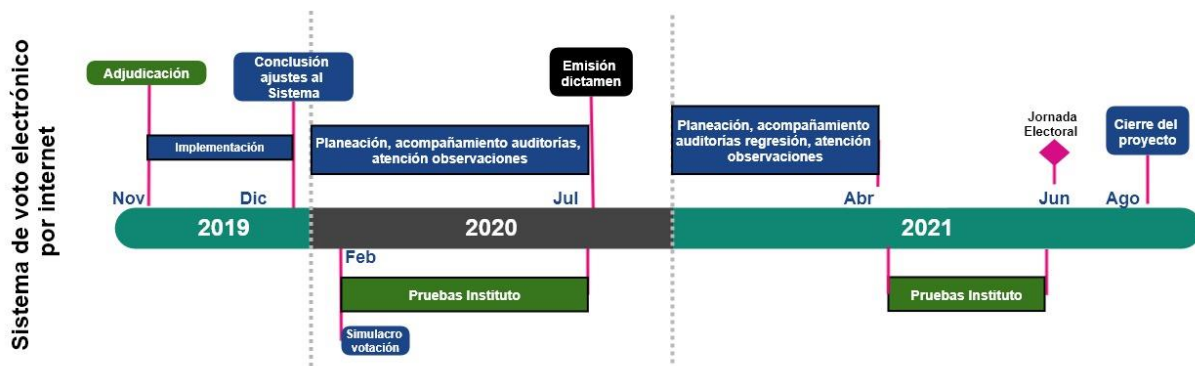 Sistema de voto electrónico
por internet
Adjudicación
Conclusión
ajustes al
Sistema
Implementación
Nov
Dic
2019
Emisión
dictamen
Planeación, acompañamiento auditorías,
atención observaciones
Jul
2020
Feb
Pruebas Instituto
Simulacro
votación
Planeación, acompañamiento
auditorías regresión, atención
observaciones
Jornada
Electoral
Cierre del
proyecto
Abr
Jun
Ago
2021
Pruebas Instituto